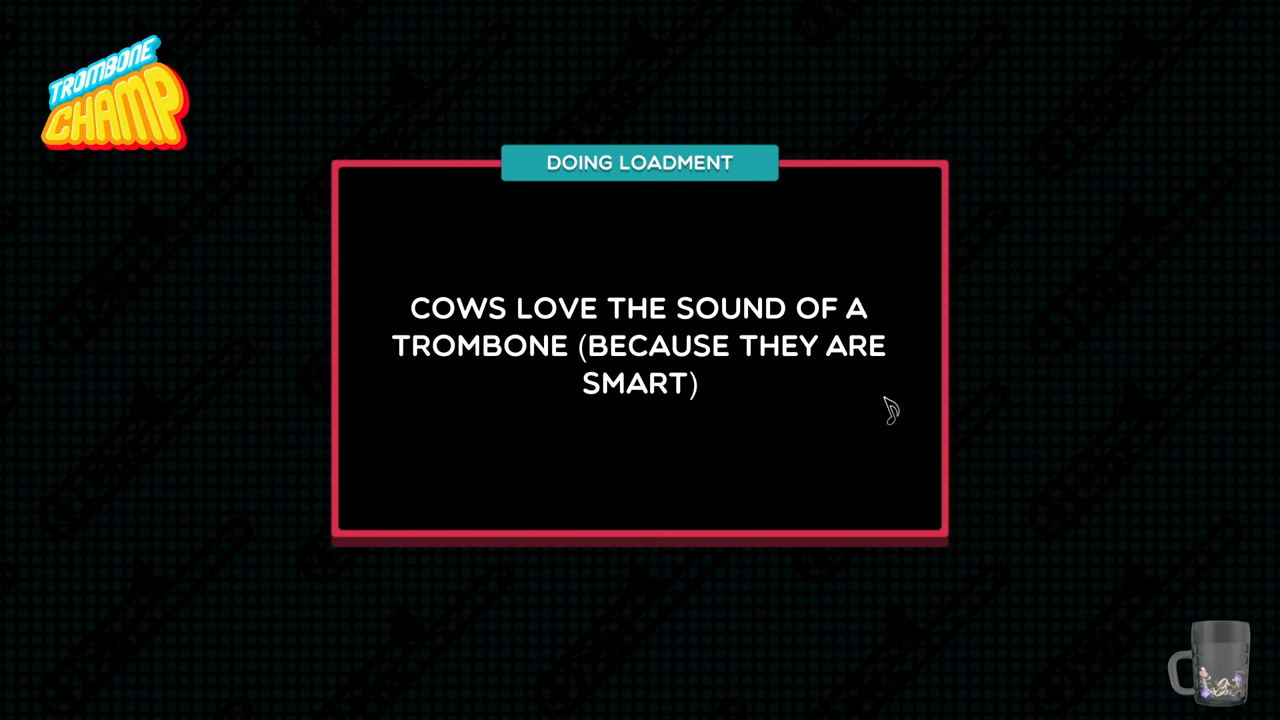 TROMBONE
CHAMP
DOING LOADMENT
COWS LOVE THE SOUND OF A
TROMBONE (BECAUSE THEY ARE
SMART)